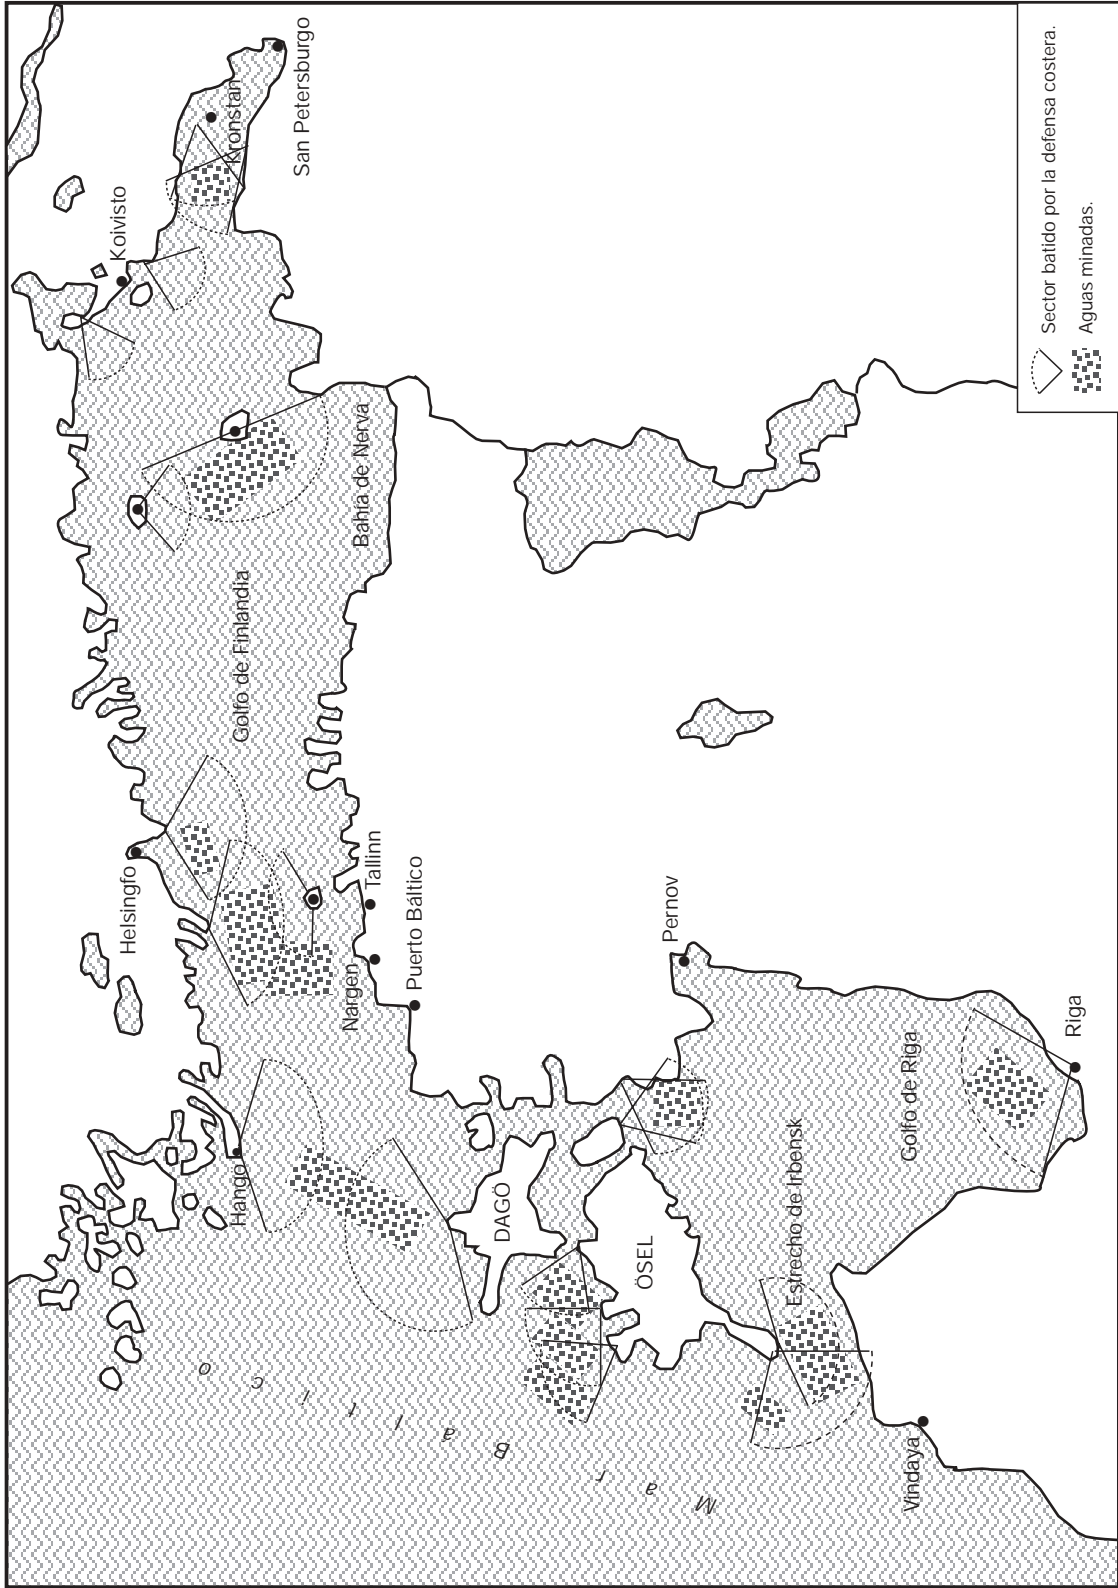 San Petersburgo
Kronstan
Koivisto
Bahía de Nerva
Golfo de Finlandia
Helsingfo
Tallinn
Nargen
Puerto Báltico
Pernov
Hango
DAGÖ
ÖSEL
Golfo de Riga
Riga
Estrecho de Irbensk
Vindaya
Mar Báltico
Sector batido por la defensa costera.
Aguas minadas.